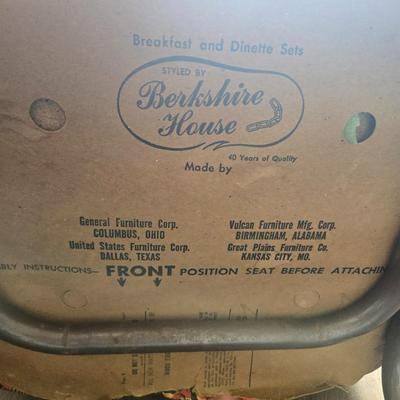 Breakfast and Dinette Sets
STYLED BY
Berkshire
House
40 Years of Quality
Made by
General Furniture Corp.
COLUMBUS, OHIO
United States Furniture Corp.
DALLAS, TEXAS
Vulcan Furniture Mfg. Corp.
BIRMINGHAM, ALABAMA
Great Plains Furniture Co.
KANSAS CITY, MO.
BLY INSTRUCTIONS— FRONT POSITION SEAT BEFORE ATTACHIN